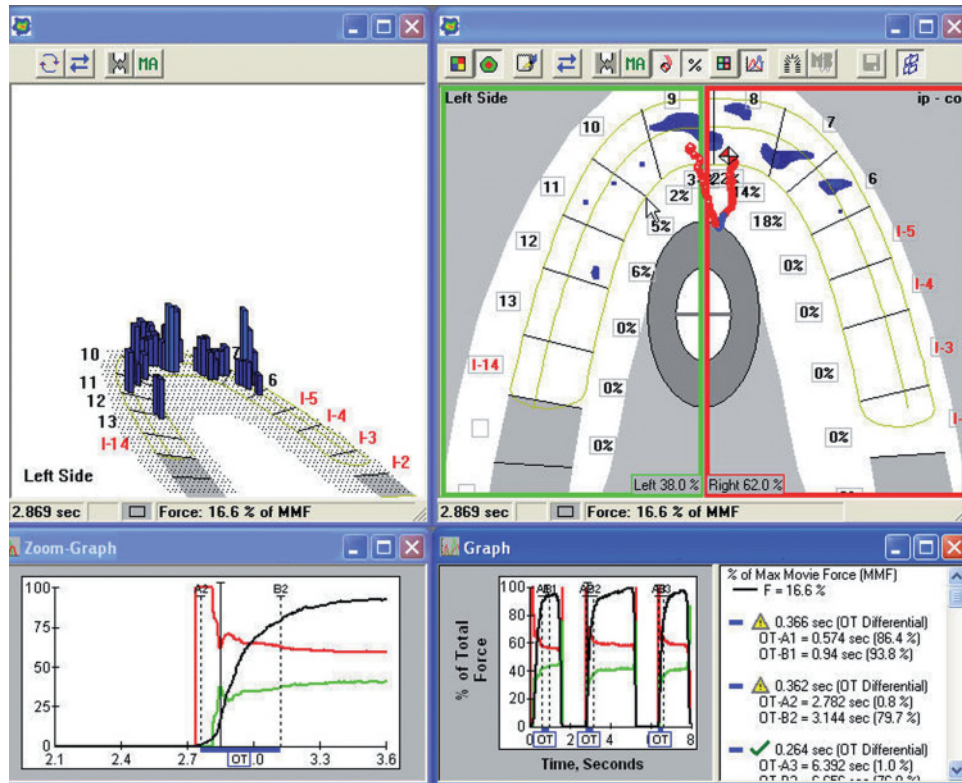 MA
MA
%
MB
Left Side
ip - co
9
8
10
7
11
6
12
13
I-5
I-4
I-3
I-14
2%
5%
6%
0%
0%
0%
22%
14%
18%
0%
0%
0%
0%
0%
Left 38.0 %
Right 62.0 %
10
11
12
13
I-14
6
I-5
I-4
I-3
I-2
Left Side
2.869 sec
Force: 16.6 % of MMF
2.869 sec
Force: 16.6 % of MMF
Zoom-Graph
100
75
50
25
0
A2
B2
2.1
2.4
2.7
OT
3.0
3.3
3.6
Graph
% of Total
Force
100
80
60
40
20
0
0
2
4
6
8
OT
OT
OT
Time, Seconds
% of Max Movie Force (MMF)
F = 16.6 %
0.366 sec (OT Differential)
OT-A1 = 0.574 sec (86.4 %)
OT-B1 = 0.94 sec (93.8 %)
0.362 sec (OT Differential)
OT-A2 = 2.782 sec (0.8 %)
OT-B2 = 3.144 sec (79.7 %)
0.264 sec (OT Differential)
OT-A3 = 6.392 sec (1.0 %)